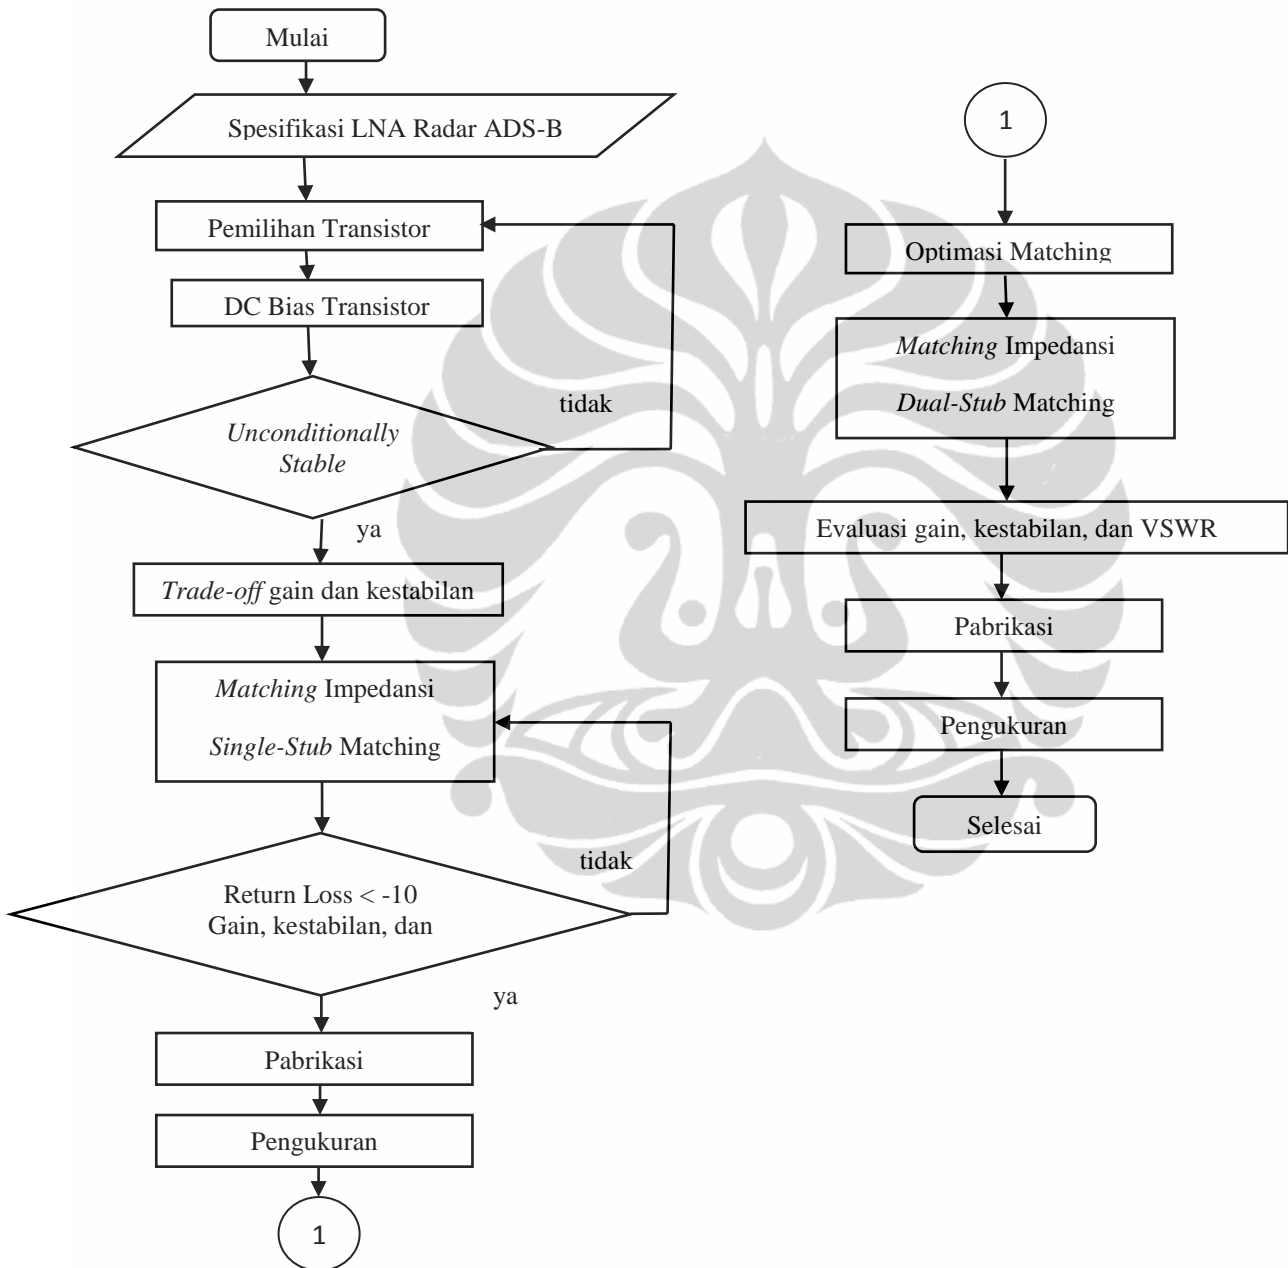 Mulai
Spesifikasi LNA Radar ADS-B
Pemilihan Transistor
DC Bias Transistor
tidak
Unconditionally
Stable
ya
Trade-off gain dan kestabilan
Matching Impedansi
Single-Stub Matching
tidak
Return Loss < -10
Gain, kestabilan, dan
ya
Pabrikasi
Pengukuran
1
1
Optimasi Matching
Matching Impedansi
Dual-Stub Matching
Evaluasi gain, kestabilan, dan VSWR
Pabrikasi
Pengukuran
Selesai